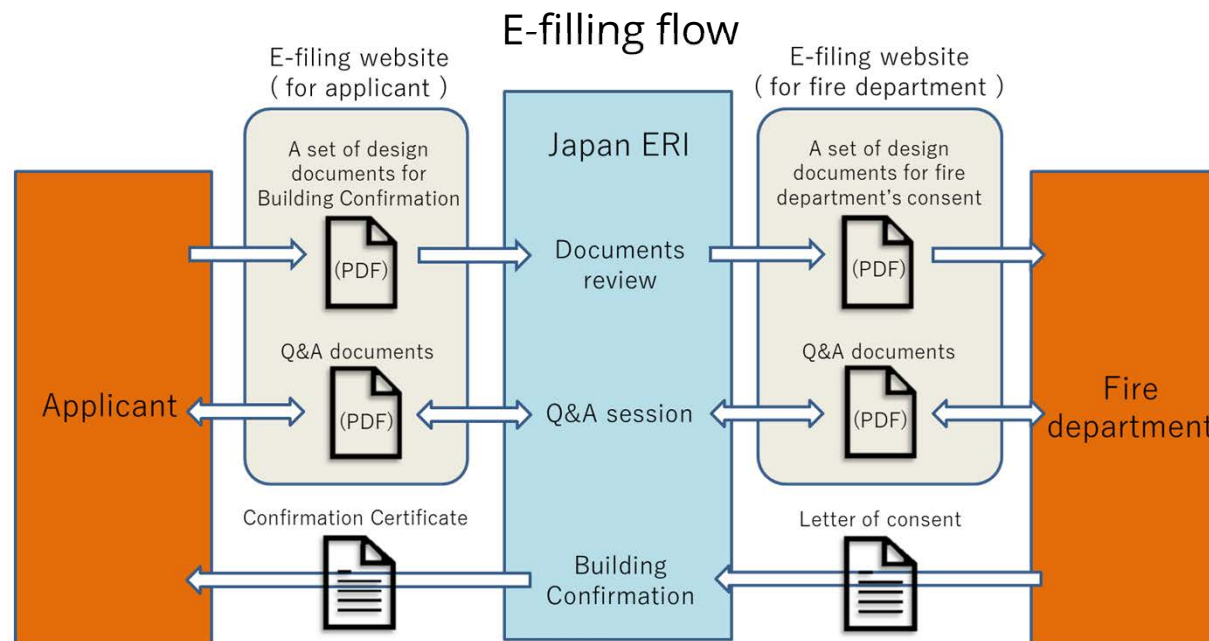 E-filling flow
E-filing website
( for applicant )
E-filing website
( for fire department )
A set of design
documents for
Building Confirmation
(PDF)
Japan ERI
Documents
review
A set of design
documents for fire
department's consent
(PDF)
Applicant
Q&A documents
(PDF)
Q&A session
Q&A documents
(PDF)
Fire
department
Confirmation Certificate
Building
Confirmation
Letter of consent